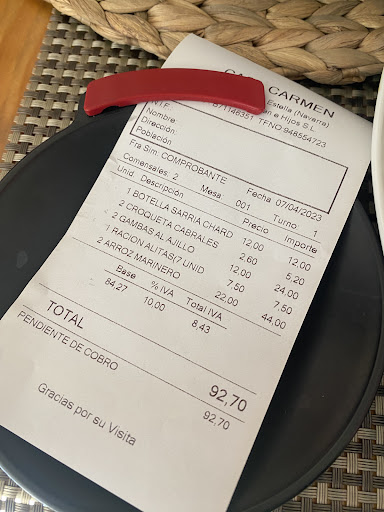 CARMEN
Estella (Navarra)
e Hijos S.L
N.I.F. B71146351 TFNO 948554723
Nombre:
Dirección:
Población:
Fra Sim: COMPROBANTE Fecha 07/04/2023
Comensales: 2 Mesa 001 Turno: 1
Unid. Descripción Precio Importe
1 BOTELLA SARRIA CHARD 12.00 12.00
2 CROQUETA CABRALES 2.60 5.20
2 GAMBAS AL AJILLO 12.00 24.00
1 RACION ALITAS(7 UNID 7.50 7.50
2 ARROZ MARINERO 22.00 44.00
Base % IVA Total IVA
84,27 10.00 8,43
TOTAL 92,70
PENDIENTE DE COBRO 92,70
Gracias por su Visita